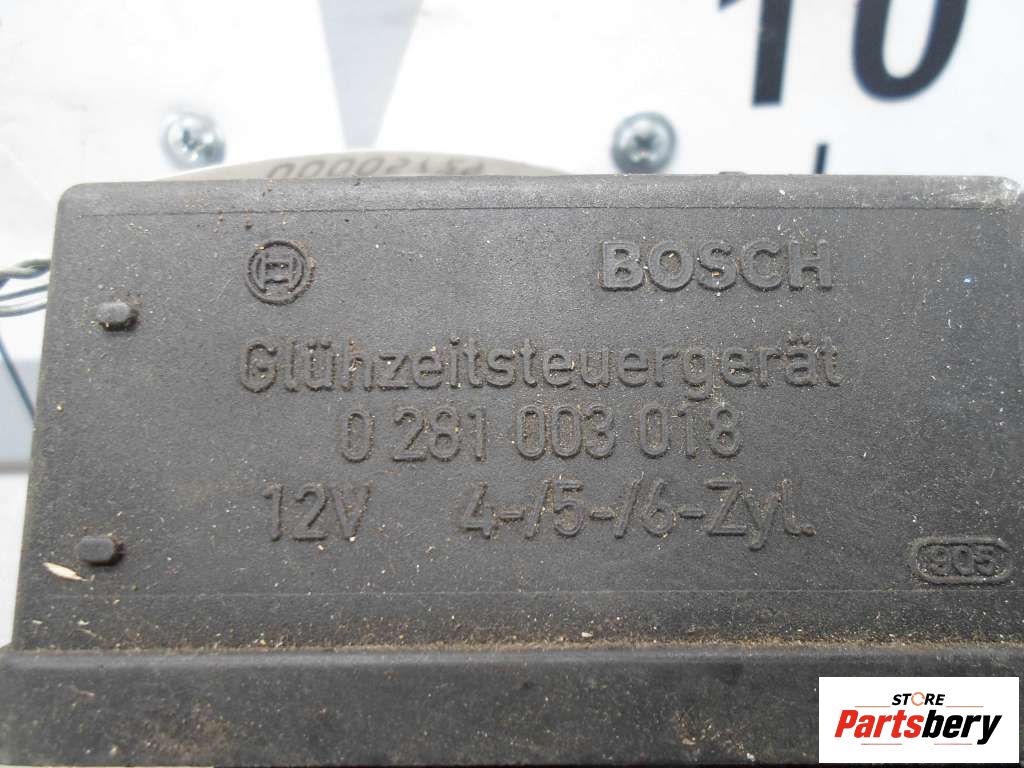 10
BOSCH
Glühzeitsteuergerät
0 281 003 018
12V 4-/5-/6-Zyl.
905
STORE
Partsbery